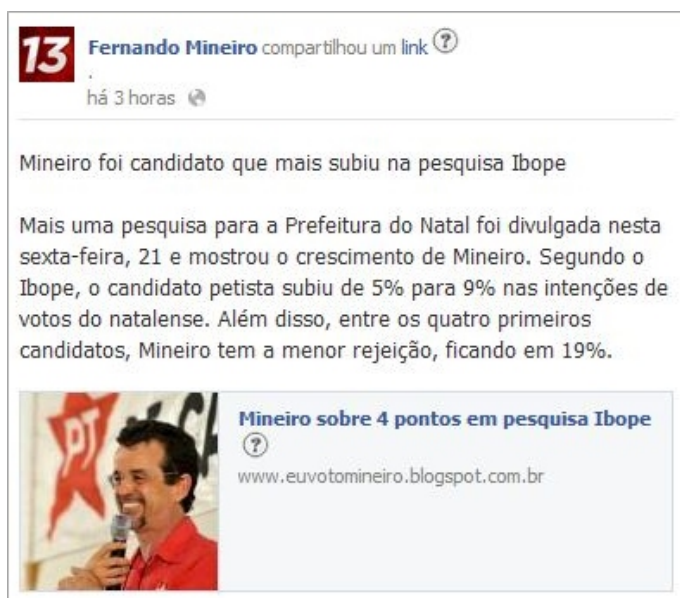 13
Fernando Mineiro compartilhou um link ?
.
há 3 horas
Mineiro foi candidato que mais subiu na pesquisa Ibope
Mais uma pesquisa para a Prefeitura do Natal foi divulgada nesta
sexta-feira, 21 e mostrou o crescimento de Mineiro. Segundo o
Ibope, o candidato petista subiu de 5% para 9% nas intenções de
votos do natalense. Além disso, entre os quatro primeiros
candidatos, Mineiro tem a menor rejeição, ficando em 19%.
PT
Mineiro sobre 4 pontos em pesquisa Ibope
?
www.euvotomineiro.blogspot.com.br